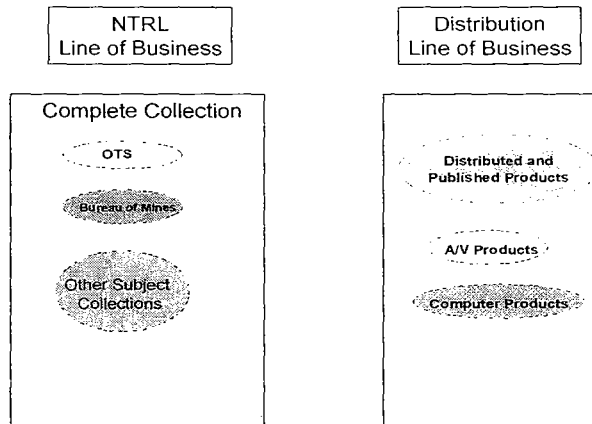 NTRL
Line of Business
Complete Collection
OTS
Bureau of Mines
Other Subject
Collections
Distribution
Line of Business
Distributed and
Published Products
A/V Products
Computer Products